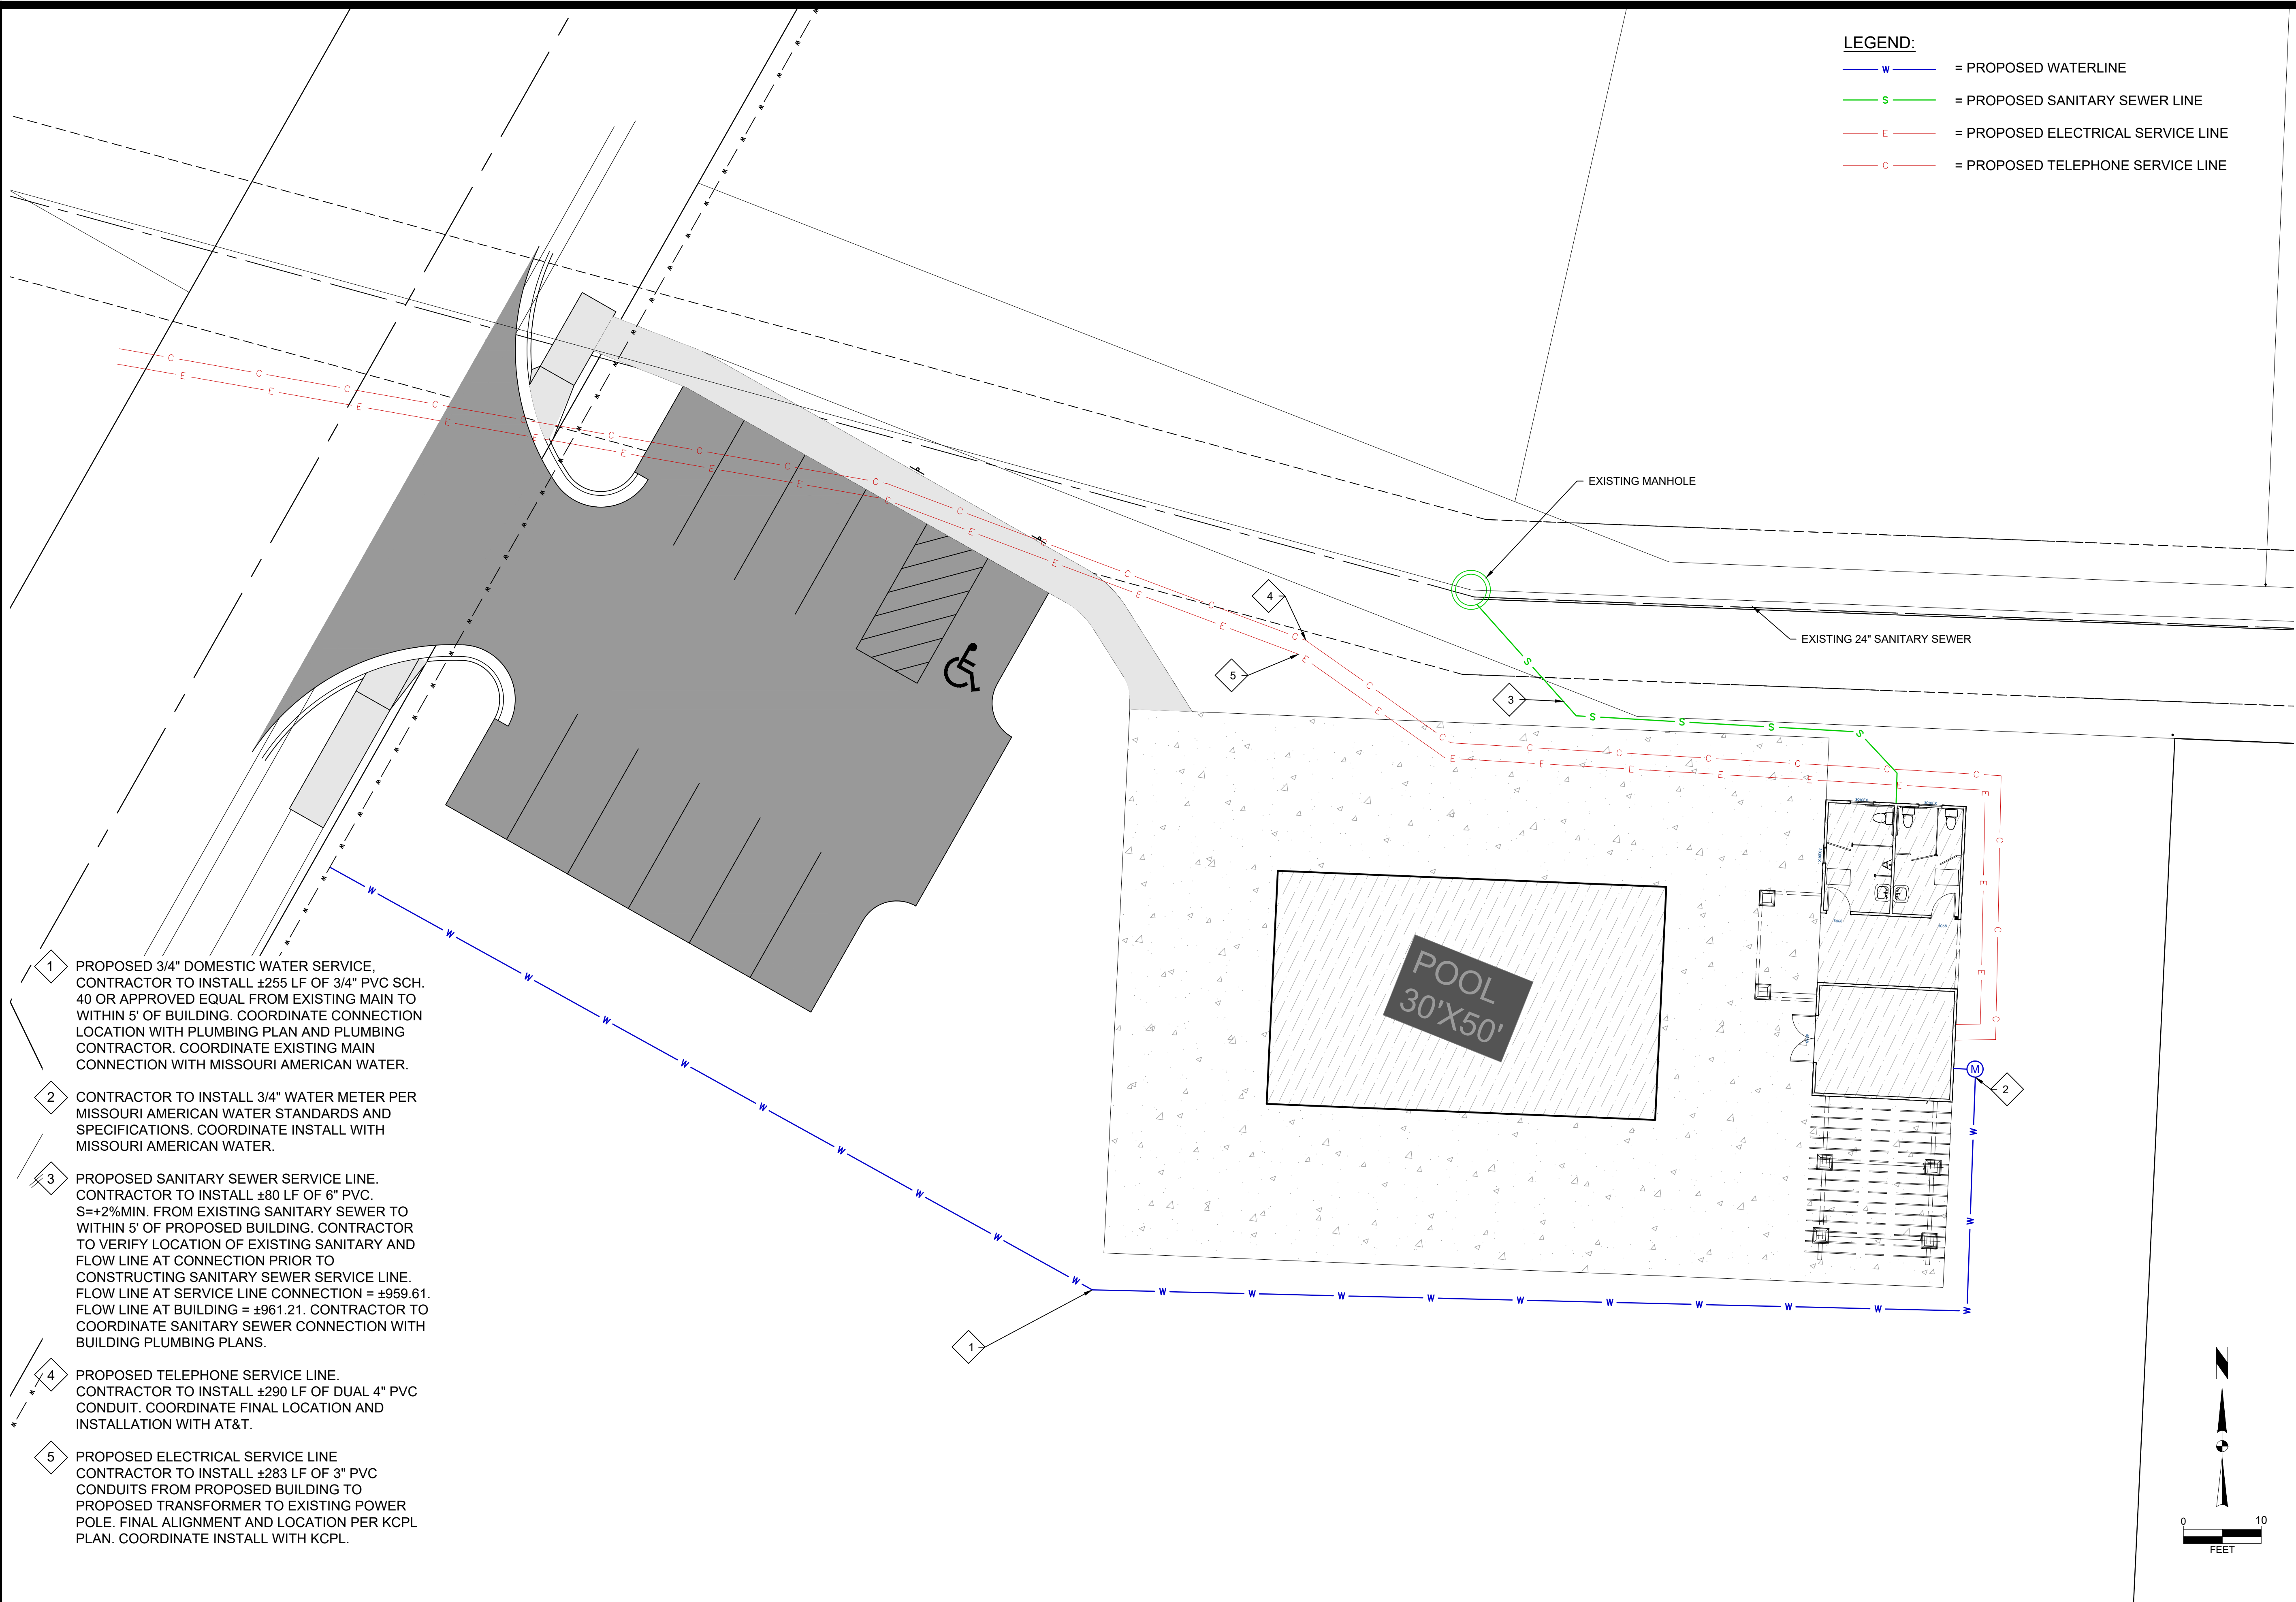 LEGEND:
W = PROPOSED WATERLINE
S = PROPOSED SANITARY SEWER LINE
E = PROPOSED ELECTRICAL SERVICE LINE
C = PROPOSED TELEPHONE SERVICE LINE
EXISTING MANHOLE
EXISTING 24" SANITARY SEWER
4
5
3
POOL
30'X50'
M
2
1
1 PROPOSED 3/4" DOMESTIC WATER SERVICE,
CONTRACTOR TO INSTALL ±255 LF OF 3/4" PVC SCH.
40 OR APPROVED EQUAL FROM EXISTING MAIN TO
WITHIN 5' OF BUILDING. COORDINATE CONNECTION
LOCATION WITH PLUMBING PLAN AND PLUMBING
CONTRACTOR. COORDINATE EXISTING MAIN
CONNECTION WITH MISSOURI AMERICAN WATER.
2 CONTRACTOR TO INSTALL 3/4" WATER METER PER
MISSOURI AMERICAN WATER STANDARDS AND
SPECIFICATIONS. COORDINATE INSTALL WITH
MISSOURI AMERICAN WATER.
3 PROPOSED SANITARY SEWER SERVICE LINE.
CONTRACTOR TO INSTALL ±80 LF OF 6" PVC.
S=+2%MIN. FROM EXISTING SANITARY SEWER TO
WITHIN 5' OF PROPOSED BUILDING. CONTRACTOR
TO VERIFY LOCATION OF EXISTING SANITARY AND
FLOW LINE AT CONNECTION PRIOR TO
CONSTRUCTING SANITARY SEWER SERVICE LINE.
FLOW LINE AT SERVICE LINE CONNECTION = ±959.61.
FLOW LINE AT BUILDING = ±961.21. CONTRACTOR TO
COORDINATE SANITARY SEWER CONNECTION WITH
BUILDING PLUMBING PLANS.
4 PROPOSED TELEPHONE SERVICE LINE.
CONTRACTOR TO INSTALL ±290 LF OF DUAL 4" PVC
CONDUIT. COORDINATE FINAL LOCATION AND
INSTALLATION WITH AT&T.
5 PROPOSED ELECTRICAL SERVICE LINE
CONTRACTOR TO INSTALL ±283 LF OF 3" PVC
CONDUITS FROM PROPOSED BUILDING TO
PROPOSED TRANSFORMER TO EXISTING POWER
POLE. FINAL ALIGNMENT AND LOCATION PER KCPL
PLAN. COORDINATE INSTALL WITH KCPL.
N
0 10
FEET